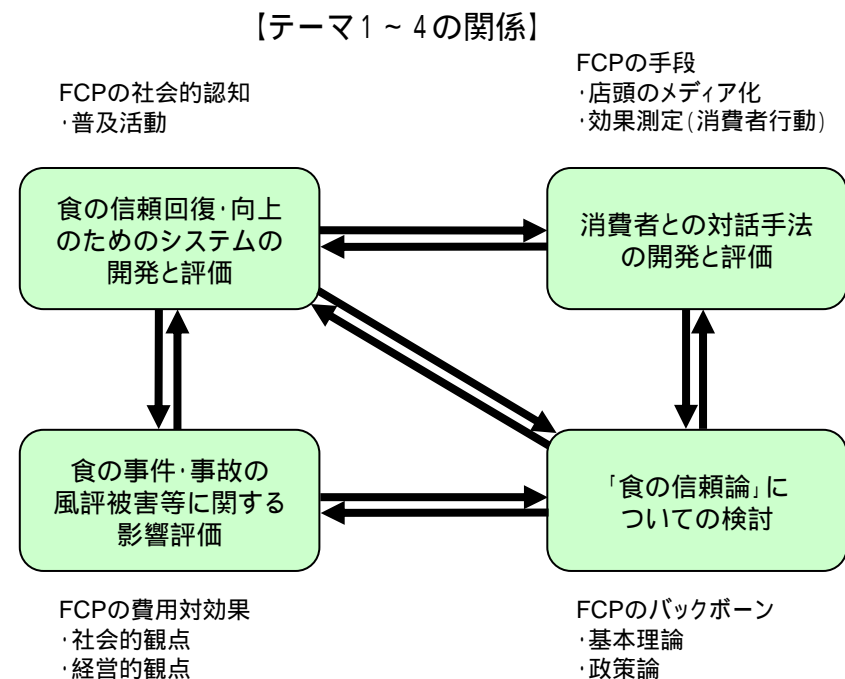 【テーマ1～4の関係】
FCPの社会的認知
・普及活動
FCPの手段
・店頭のメディア化
・効果測定(消費者行動)
食の信頼回復・向上
のためのシステムの
開発と評価
消費者との対話手法
の開発と評価
食の事件・事故の
風評被害等に関する
影響評価
「食の信頼論」に
ついての検討
FCPの費用対効果
・社会的観点
・経営的観点
FCPのバックボーン
・基本理論
・政策論